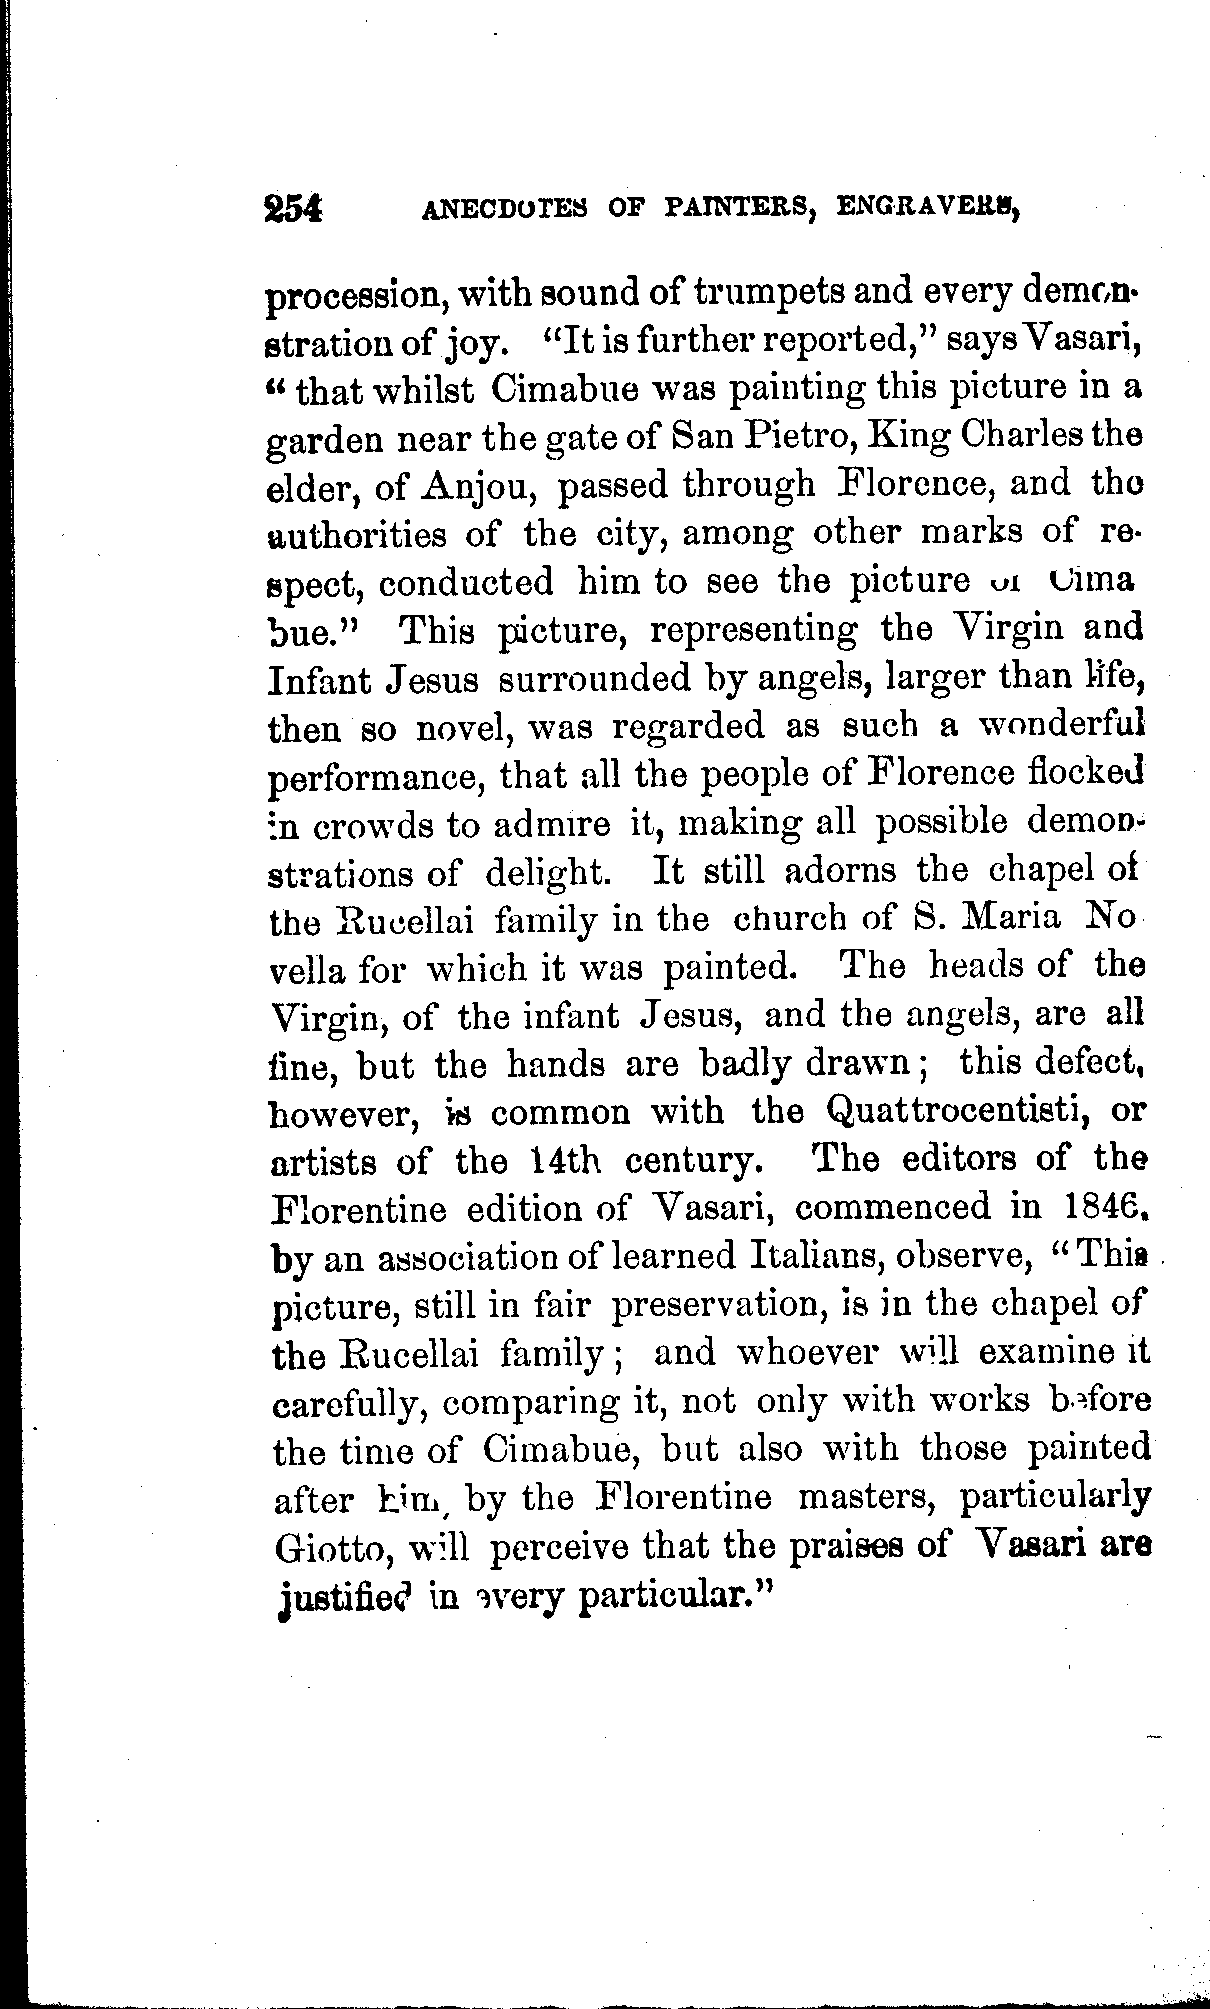 254 ANECDOTES OF PAINTERS, ENGRAVERS,
procession, with sound of trumpets and every demon-
stration of joy. "It is further reported," says Vasari,
"that whilst Cimabue was painting this picture in a
garden near the gate of San Pietro, King Charles the
elder, of Anjou, passed through Florence, and the
authorities of the city, among other marks of re-
spect, conducted him to see the picture of Cima
bue." This picture, representing the Virgin and
Infant Jesus surrounded by angels, larger than life,
then so novel, was regarded as such a wonderful
performance, that all the people of Florence flocked
in crowds to admire it, making all possible demon-
strations of delight. It still adorns the chapel of
the Rucellai family in the church of S. Maria No
vella for which it was painted. The heads of the
Virgin, of the infant Jesus, and the angels, are all
fine, but the hands are badly drawn; this defect,
however, is common with the Quattrocentisti, or
artists of the 14th century. The editors of the
Florentine edition of Vasari, commenced in 1846.
by an association of learned Italians, observe, "This
picture, still in fair preservation, is in the chapel of
the Rucellai family; and whoever will examine it
carefully, comparing it, not only with works before
the time of Cimabue, but also with those painted
after him, by the Florentine masters, particularly
Giotto, will perceive that the praises of Vasari are
justified in every particular."